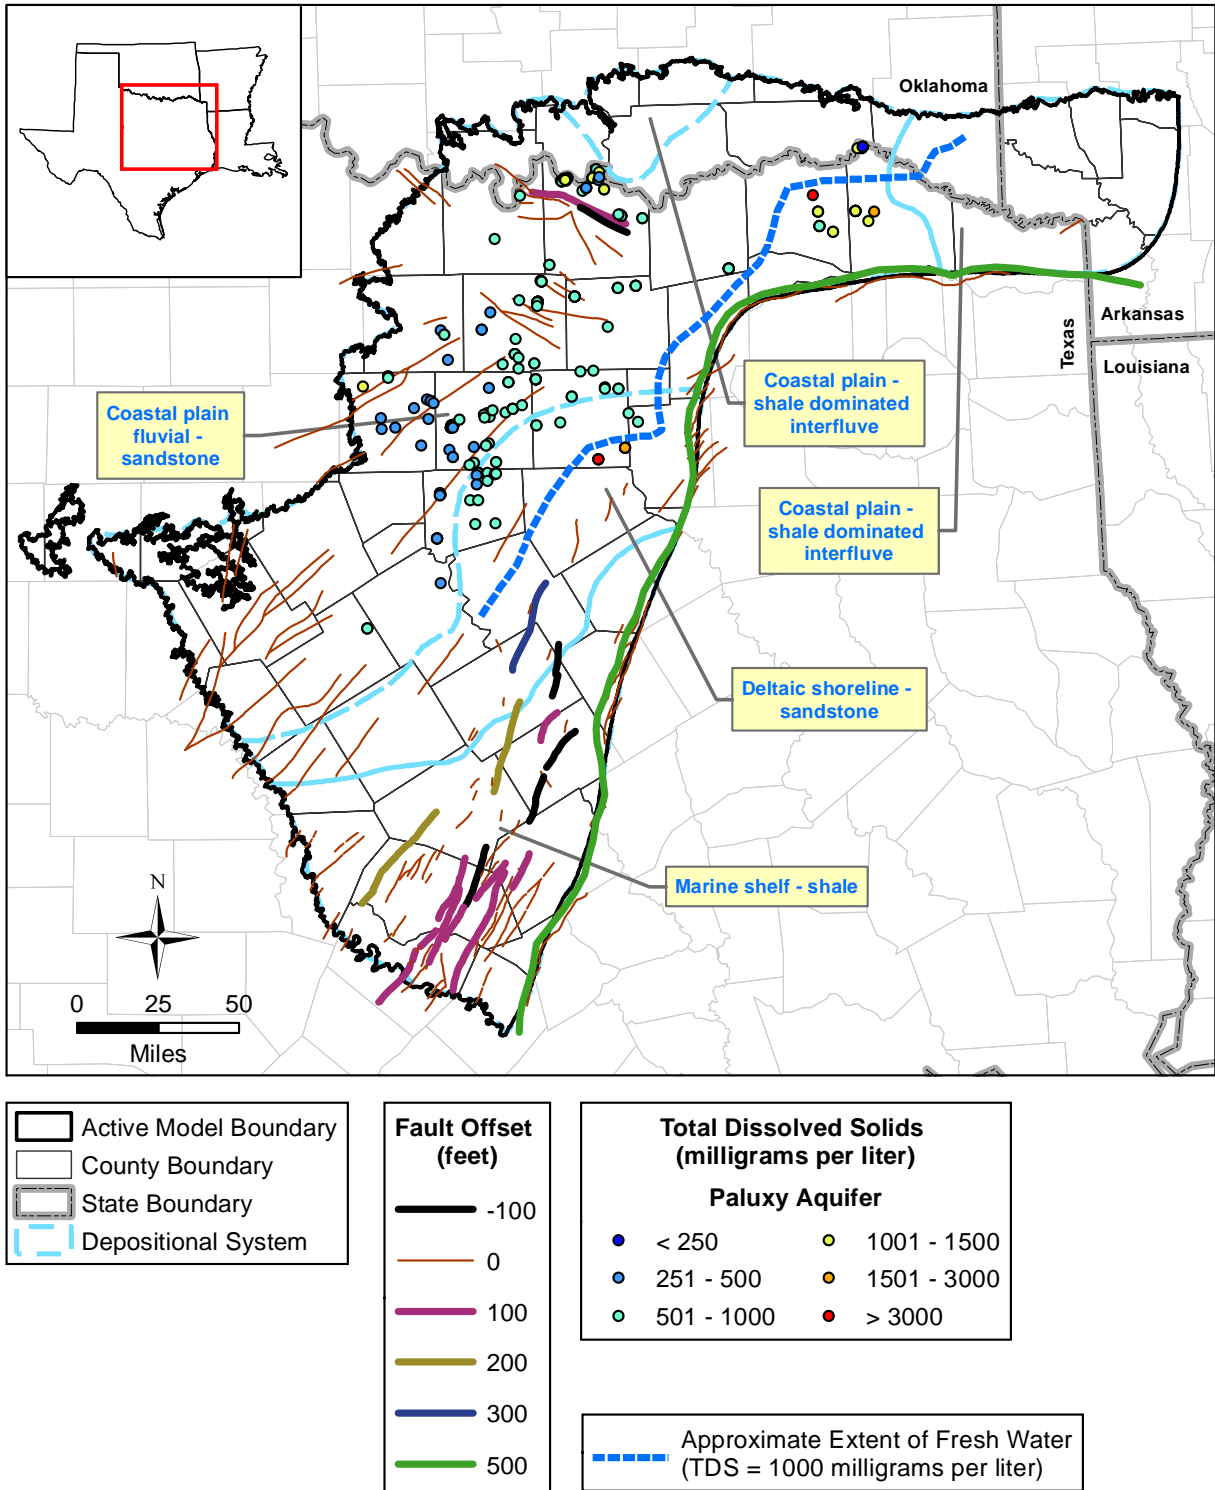 Oklahoma
Arkansas
Texas
Louisiana
Coastal plain -
shale dominated
interfluve
Coastal plain
fluvial -
sandstone
Coastal plain -
shale dominated
interfluve
Deltaic shoreline -
sandstone
Marine shelf - shale
N
0 25 50
Miles
Active Model Boundary
County Boundary
State Boundary
Depositional System
Fault Offset
(feet)
-100
0
100
200
300
500
Total Dissolved Solids
(milligrams per liter)
Paluxy Aquifer
< 250
251 - 500
501 - 1000
1001 - 1500
1501 - 3000
> 3000
Approximate Extent of Fresh Water
(TDS = 1000 milligrams per liter)